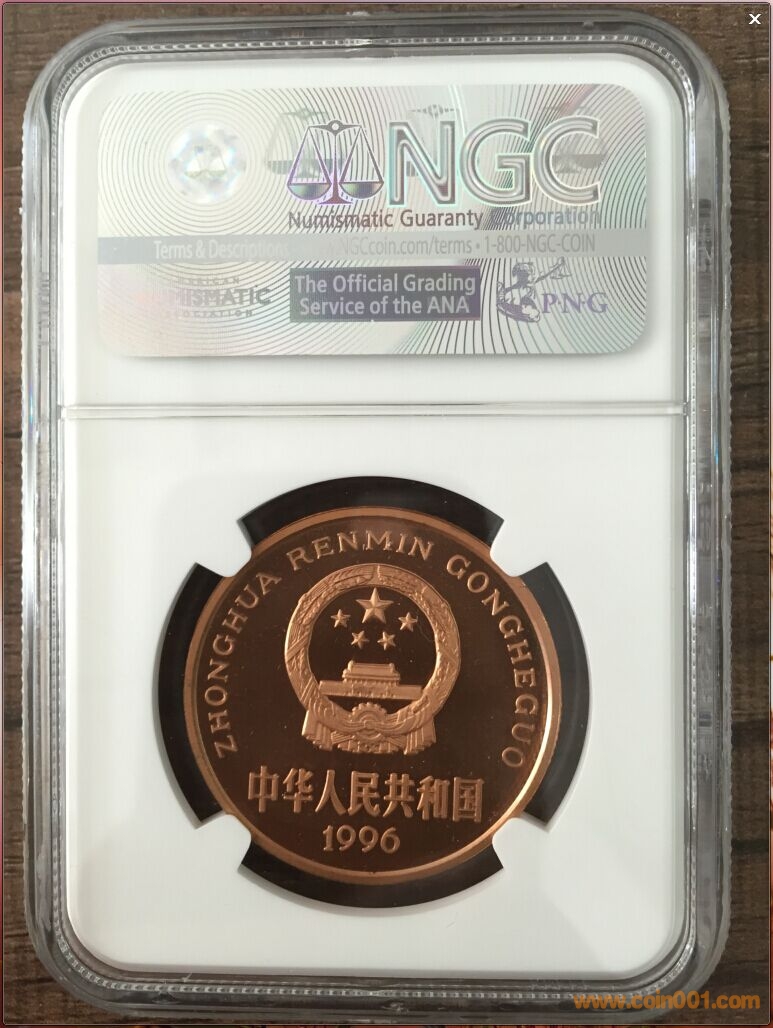 NGC
Numismatic Guaranty Corporation
Terms & Descriptions NGCcoin.com/terms • 1-800-NGC-COIN
NUMISMATIC
The Official Grading
Service of the ANA
PNG
ZHONGHUA RENMIN GONGHEGUO
中华人民共和国
1996
www.coin001.com